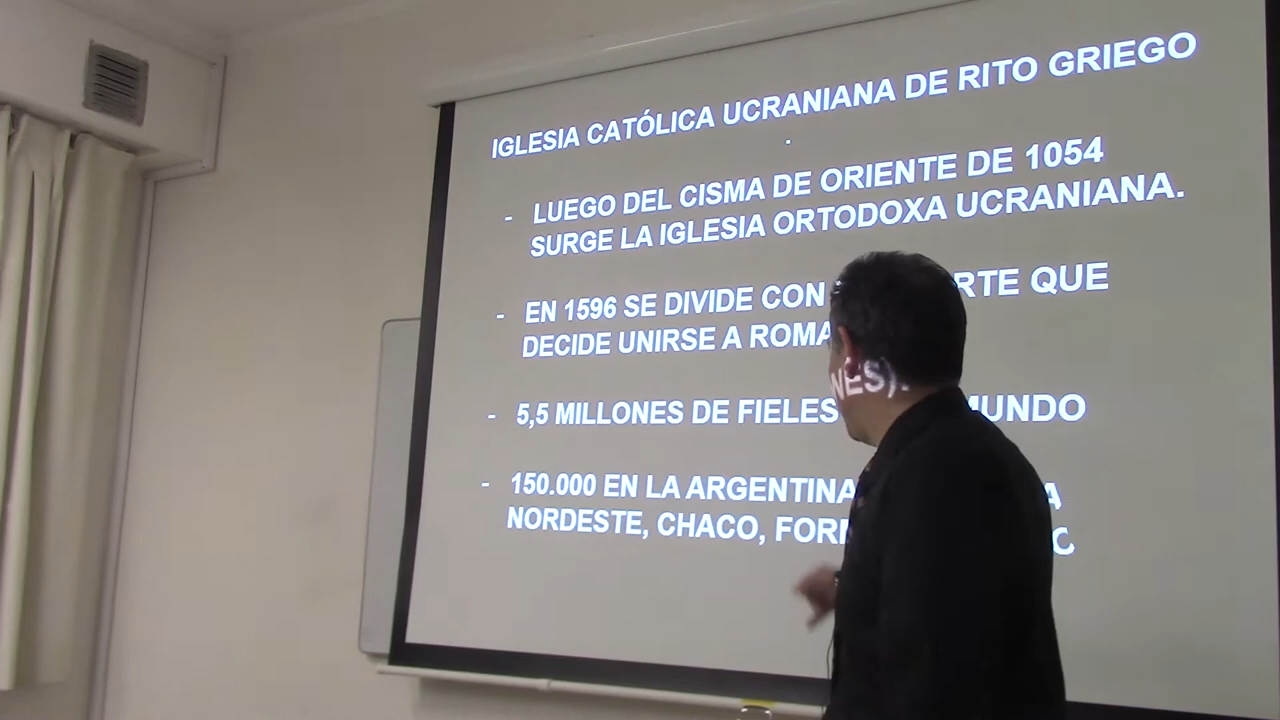 IGLESIA CATÓLICA UCRANIANA DE RITO GRIEGO
.
- LUEGO DEL CISMA DE ORIENTE DE 1054
SURGE LA IGLESIA ORTODOXA UCRANIANA.
- EN 1596 SE DIVIDE CON RTE QUE
DECIDE UNIRSE A ROMA
NES).
- 5,5 MILLONES DE FIELES MUNDO
- 150.000 EN LA ARGENTINA A
NORDESTE, CHACO, FOR